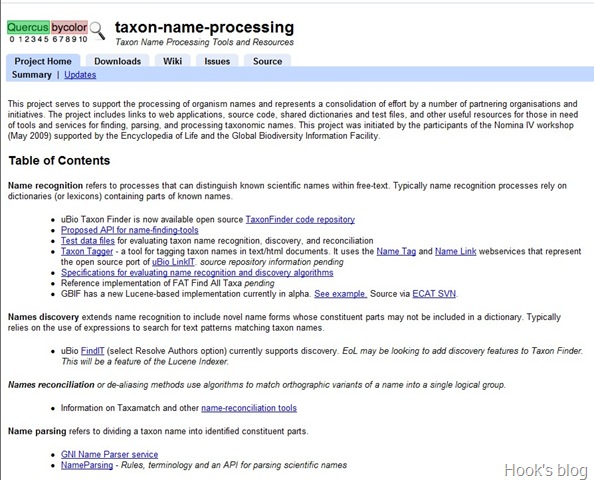 Quercus bycolor
0 1 2 3 4 5 6 7 8 9 10
taxon-name-processing
Taxon Name Processing Tools and Resources
Project Home Downloads Wiki Issues Source
Summary | Updates
This project serves to support the processing of organism names and represents a consolidation of effort by a number of partnering organisations and
initiatives. The project includes links to web applications, source code, shared dictionaries and test files, and other useful resources for those in need
of tools and services for finding, parsing, and processing taxonomic names. This project was initiated by the participants of the Nomina IV workshop
(May 2009) supported by the Encyclopedia of Life and the Global Biodiversity Information Facility.
Table of Contents
Name recognition refers to processes that can distinguish known scientific names within free-text. Typically name recognition processes rely on
dictionaries (or lexicons) containing parts of known names.
• uBio Taxon Finder is now available open source TaxonFinder code repository
• Proposed API for name-finding-tools
• Test data files for evaluating taxon name recognition, discovery, and reconciliation
• Taxon Tagger - a tool for tagging taxon names in text/html documents. It uses the Name Tag and Name Link webservices that represent
the open source port of uBio LinkIT. source repository information pending
• Specifications for evaluating name recognition and discovery algorithms
• Reference implementation of FAT Find All Taxa pending
• GBIF has a new Lucene-based implementation currently in alpha. See example. Source via ECAT SVN.
Names discovery extends name recognition to include novel name forms whose constituent parts may not be included in a dictionary. Typically
relies on the use of expressions to search for text patterns matching taxon names.
• uBio FindIT (select Resolve Authors option) currently supports discovery. EoL may be looking to add discovery features to Taxon Finder.
This will be a feature of the Lucene Indexer.
Names reconciliation or de-aliasing methods use algorithms to match orthographic variants of a name into a single logical group.
• Information on Taxamatch and other name-reconciliation tools
Name parsing refers to dividing a taxon name into identified constituent parts.
• GNI Name Parser service
• NameParsing - Rules, terminology and an API for parsing scientific names
Hook's blog